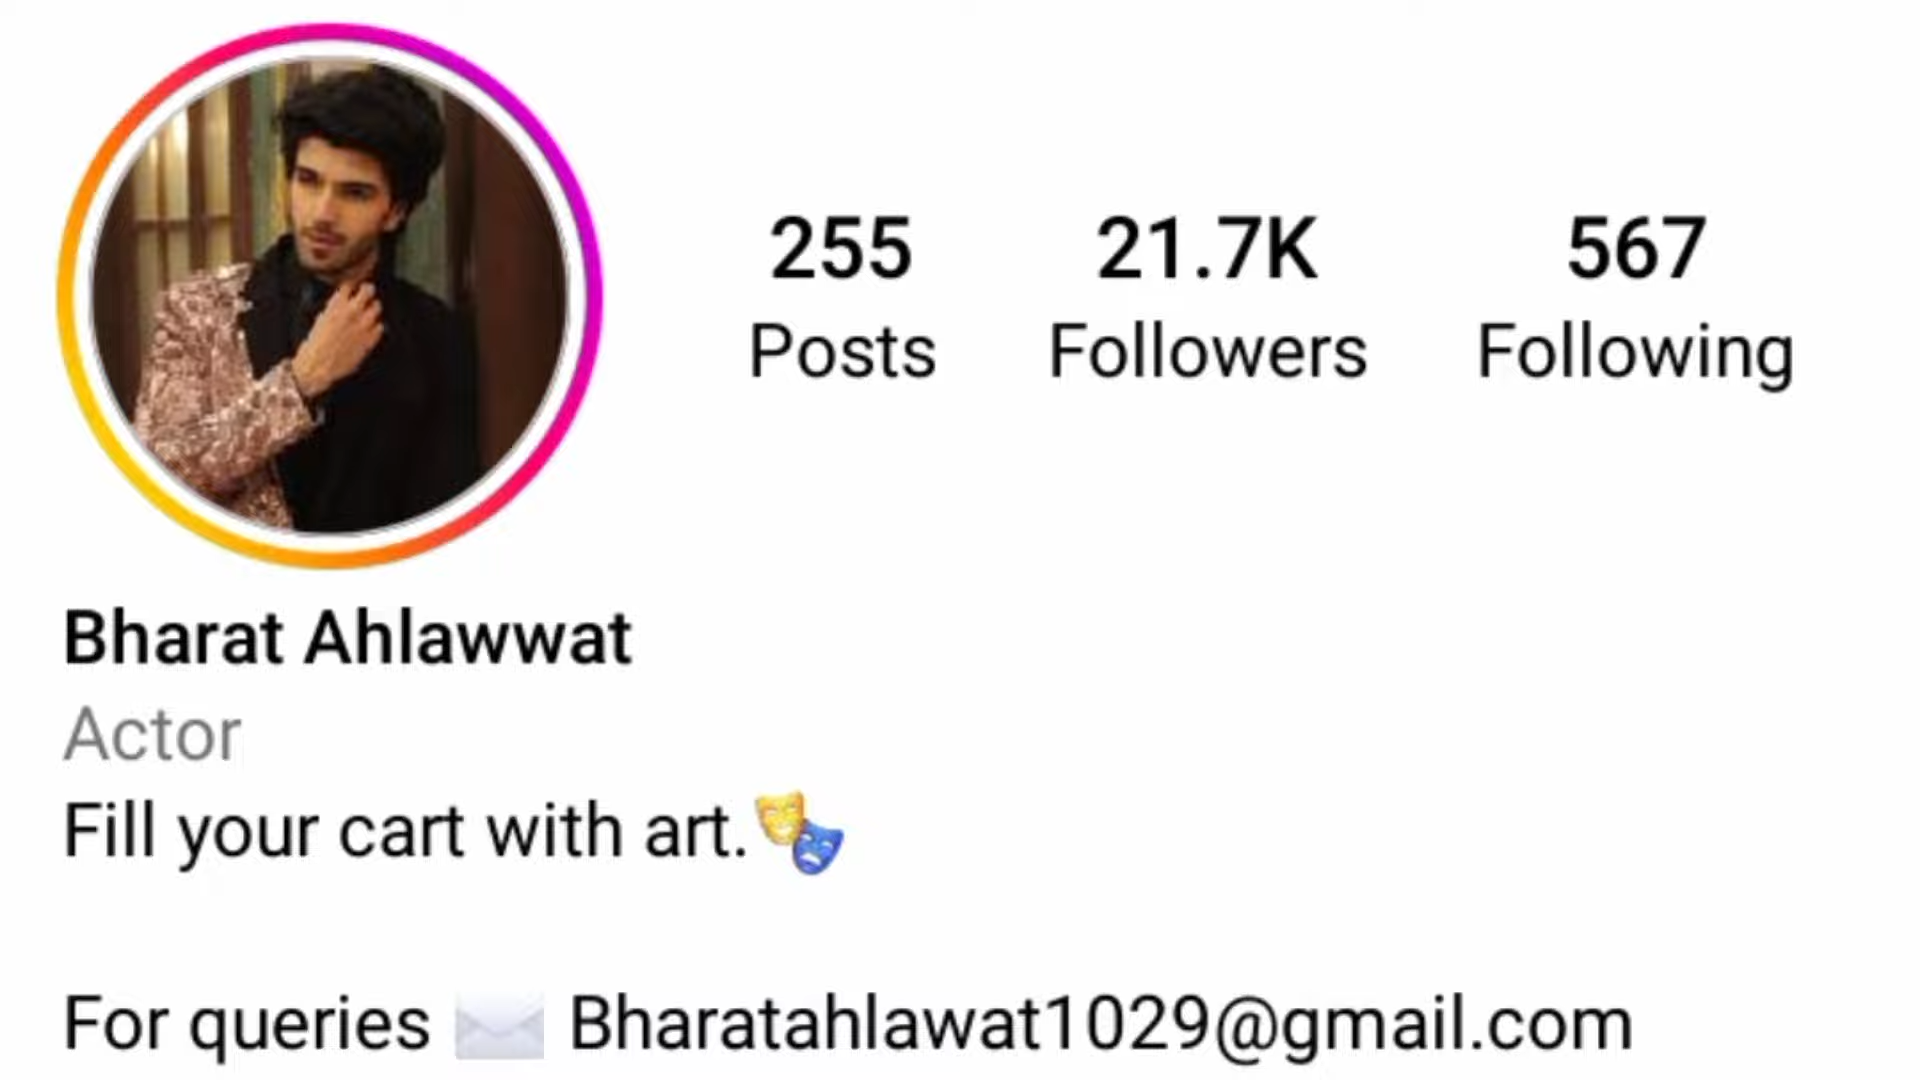 255 21.7K 567
Posts Followers Following
Bharat Ahlawwat
Actor
Fill your cart with art.🎭
For queries ✉️ Bharatahlawat1029@gmail.com